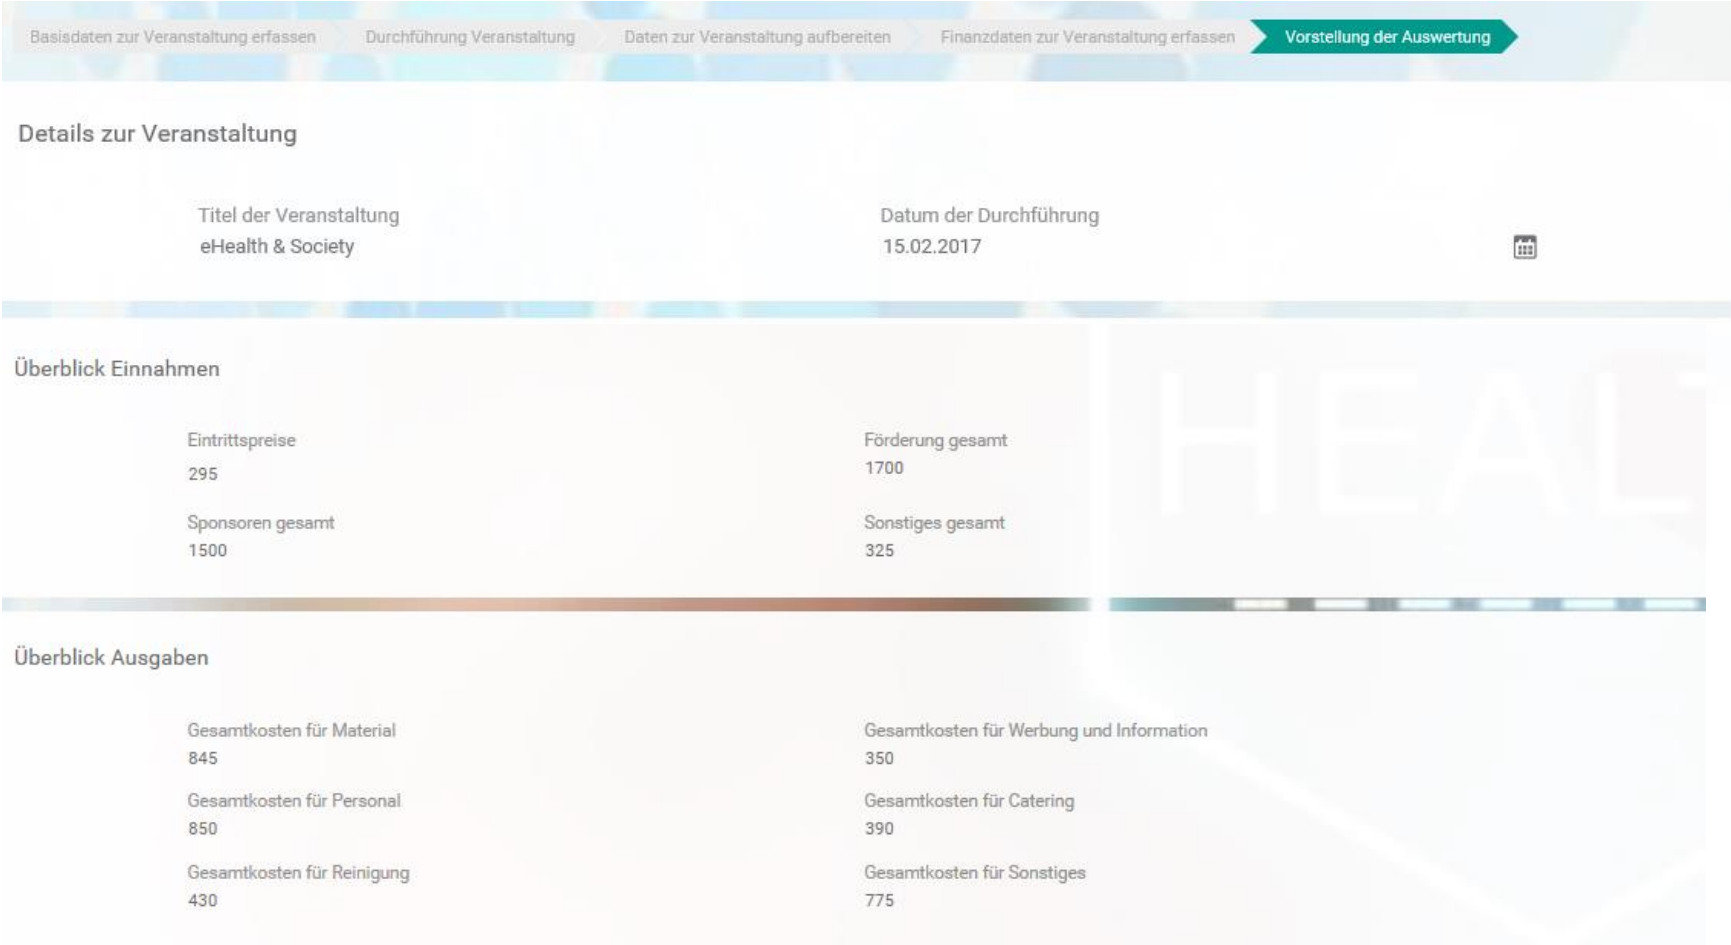 Basisdaten zur Veranstaltung erfassen Durchführung Veranstaltung Daten zur Veranstaltung aufbereiten Finanzdaten zur Veranstaltung erfassen Vorstellung der Auswertung
Details zur Veranstaltung
Titel der Veranstaltung Datum der Durchführung
eHealth & Society 15.02.2017
Überblick Einnahmen
HEALT
Eintrittspreise Förderung gesamt
295 1700
Sponsoren gesamt Sonstiges gesamt
1500 325
Überblick Ausgaben
Gesamtkosten für Material Gesamtkosten für Werbung und Information
845 350
Gesamtkosten für Personal Gesamtkosten für Catering
850 390
Gesamtkosten für Reinigung Gesamtkosten für Sonstiges
430 775